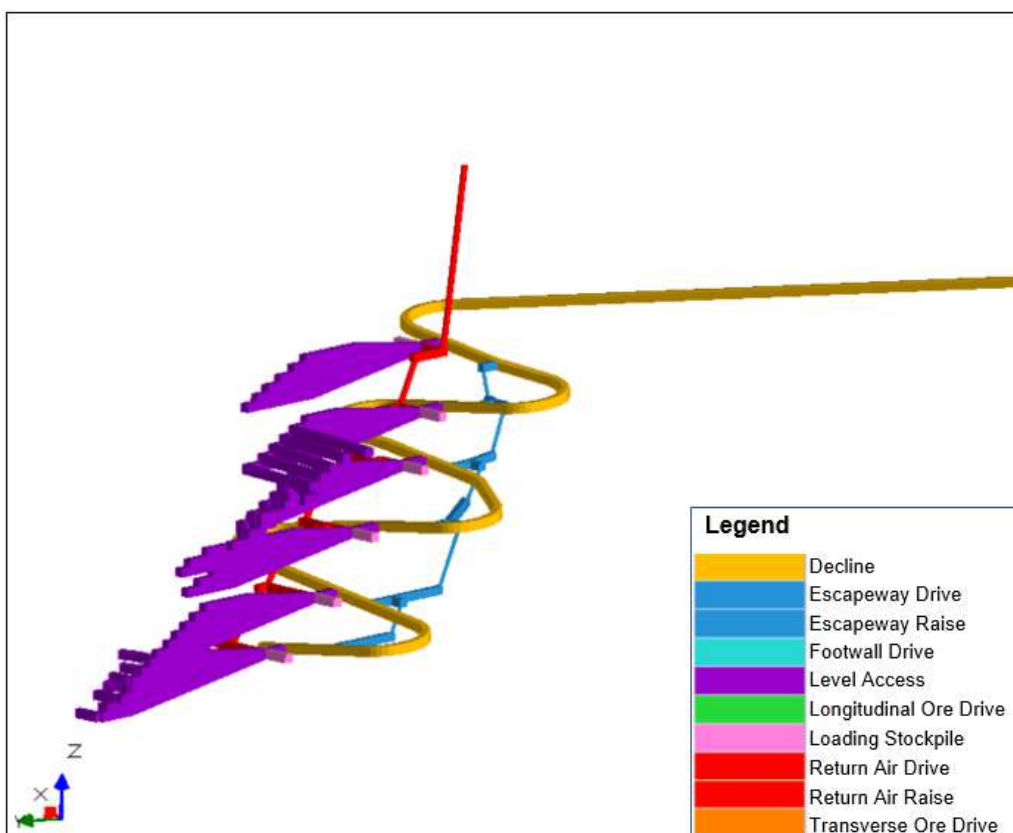 Legend
Decline
Escapeway Drive
Escapeway Raise
Footwall Drive
Level Access
Longitudinal Ore Drive
Loading Stockpile
Return Air Drive
Return Air Raise
Transverse Ore Drive
Z
X
Y